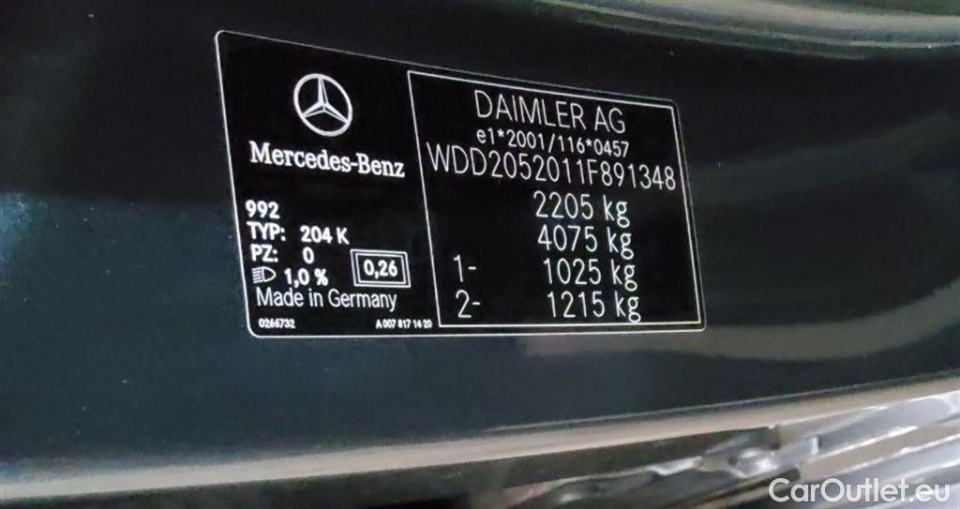 Mercedes-Benz
992
TYP: 204 K
PZ: 0
1,0 %
0,26
Made in Germany
0266732
A 007 817 14 20
DAIMLER AG
e1*2001/116*0457
WDD2052011F891348
2205 kg
4075 kg
1- 1025 kg
2- 1215 kg
CarOutlet.eu